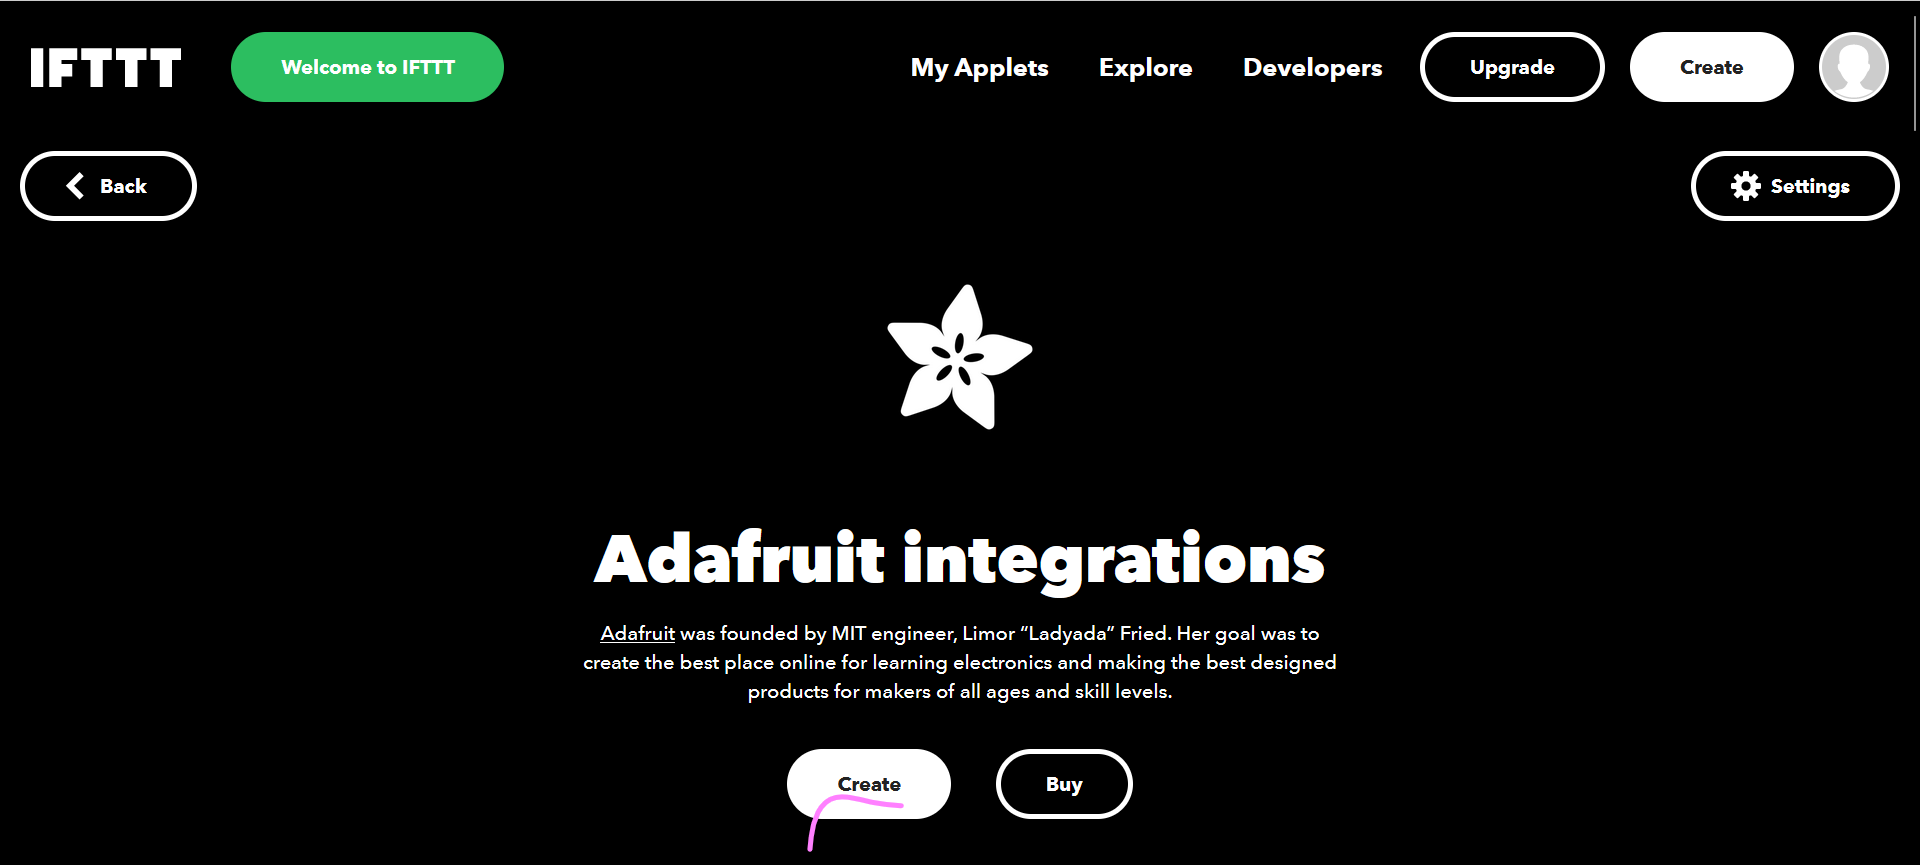 IFTTT
Welcome to IFTTT
My Applets
Explore
Developers
Upgrade
Create
Back
Settings
Adafruit integrations
Adafruit was founded by MIT engineer, Limor “Ladyada” Fried. Her goal was to
create the best place online for learning electronics and making the best designed
products for makers of all ages and skill levels.
Create
Buy